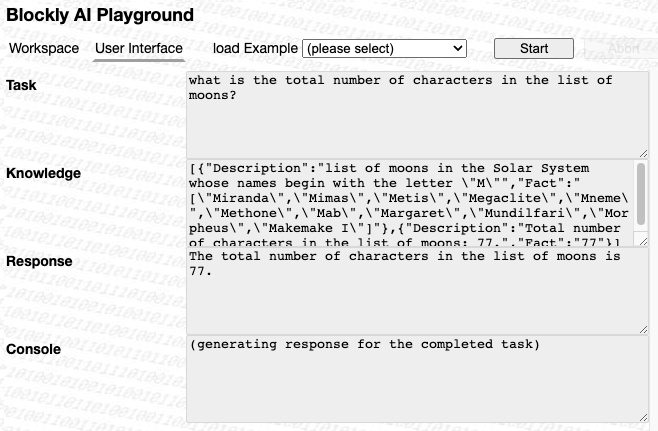 Blockly AI Playground
Workspace User Interface load Example (please select) Start Abort
Task
what is the total number of characters in the list of
moons?
Knowledge
[{"Description":"list of moons in the Solar System
whose names begin with the letter \"M\"","Fact":"
[\"Miranda\",\"Mimas\",\"Metis\",\"Megaclite\",\"Mneme\
",\"Methone\",\"Mab\",\"Margaret\",\"Mundilfari\",\"Mor
pheus\",\"Makemake I\"]"},{"Description":"Total number
of characters in the list of moons: 77.","Fact":"77"}]
Response
The total number of characters in the list of moons is
77.
Console
(generating response for the completed task)